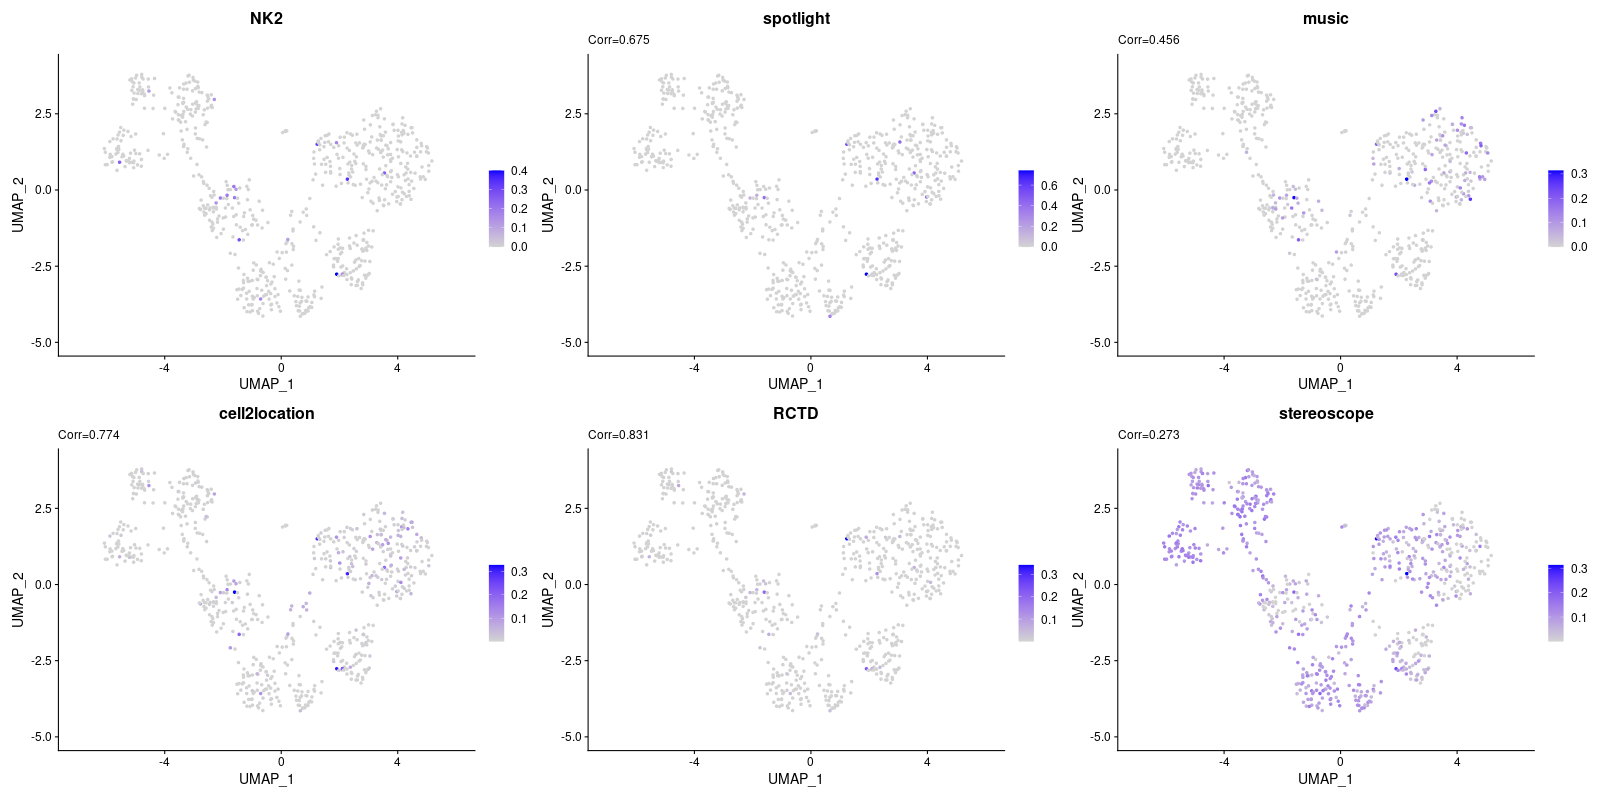 NK2
2.5
0.0
-2.5
-5.0
-4
0
4
UMAP_1
UMAP_2
0.4
0.3
0.2
0.1
0.0
spotlight
Corr=0.675
2.5
0.0
-2.5
-5.0
-4
0
4
UMAP_1
UMAP_2
0.6
0.4
0.2
0.0
music
Corr=0.456
2.5
0.0
-2.5
-5.0
-4
0
4
UMAP_1
UMAP_2
0.3
0.2
0.1
0.0
cell2location
Corr=0.774
2.5
0.0
-2.5
-5.0
-4
0
4
UMAP_1
UMAP_2
0.3
0.2
0.1
RCTD
Corr=0.831
2.5
0.0
-2.5
-5.0
-4
0
4
UMAP_1
UMAP_2
0.3
0.2
0.1
stereoscope
Corr=0.273
2.5
0.0
-2.5
-5.0
-4
0
4
UMAP_1
UMAP_2
0.3
0.2
0.1